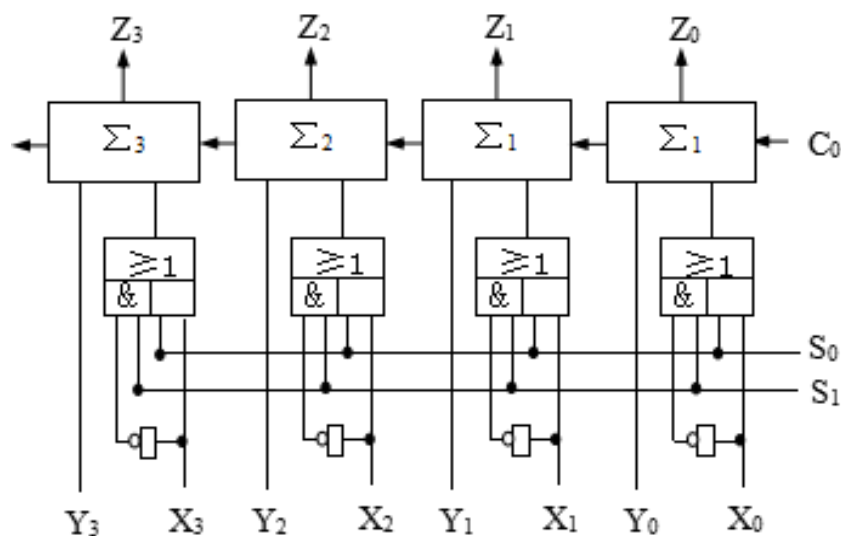 Z₃ Z₂ Z₁ Z₀
Σ₃ Σ₂ Σ₁ Σ₁ C₀
≥1 ≥1 ≥1 ≥1
& & & &
S₀
S₁
Y₃ X₃ Y₂ X₂ Y₁ X₁ Y₀ X₀